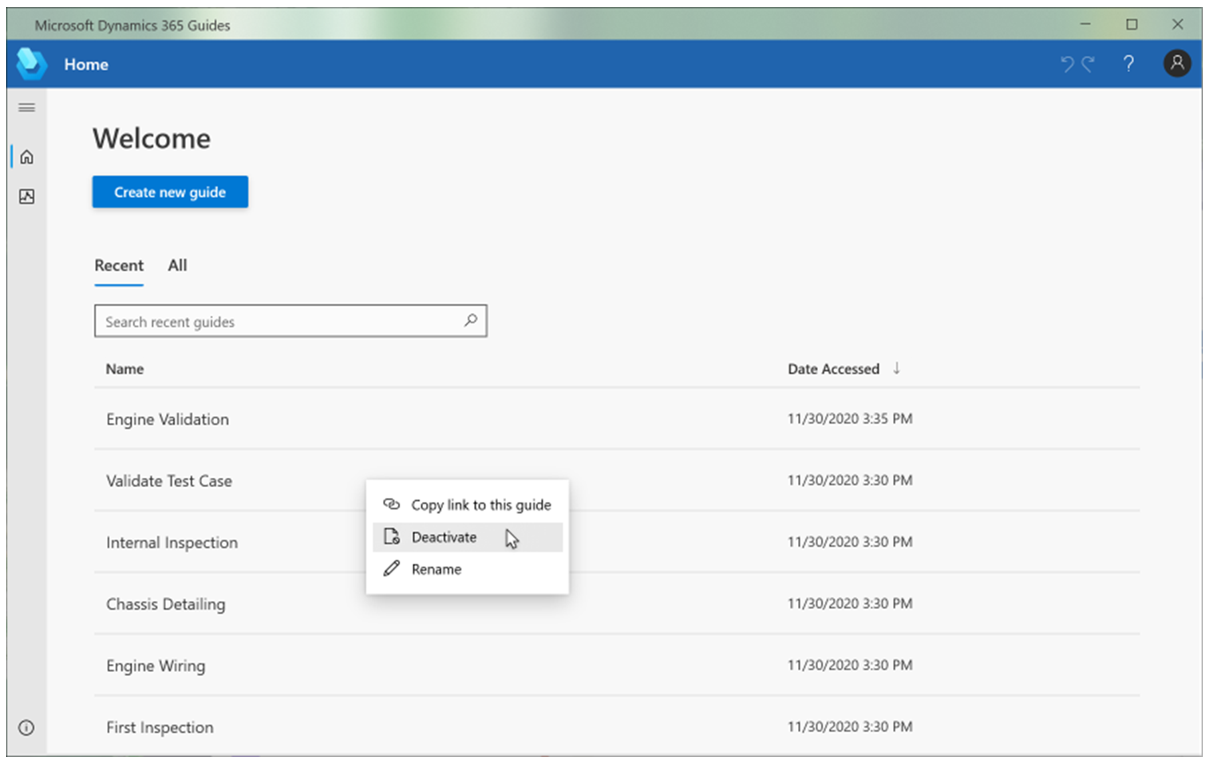 Microsoft Dynamics 365 Guides
Home
Welcome
Create new guide
Recent All
Search recent guides
Name Date Accessed ↓
Engine Validation 11/30/2020 3:35 PM
Validate Test Case 11/30/2020 3:30 PM
Copy link to this guide
Deactivate
Internal Inspection 11/30/2020 3:30 PM
Rename
Chassis Detailing 11/30/2020 3:30 PM
Engine Wiring 11/30/2020 3:30 PM
First Inspection 11/30/2020 3:30 PM